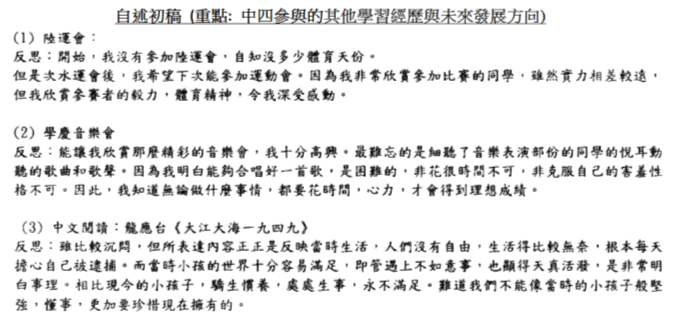 自述初稿 (重點: 中四參與的其他學習經歷與未來發展方向)
(1) 陸運會：
反思：開始，我沒有參加陸運會，自知沒多少體育天份。
但是次水運會後，我希望下次能參加運動會。因為我非常欣賞參加比賽的同學，雖然實力相差較遠，
但我欣賞參賽者的毅力，體育精神，令我深受感動。
(2) 學慶音樂會
反思：能讓我欣賞那麼精彩的音樂會，我十分高興。最難忘的是細聽了音樂表演部份的同學的悅耳動
聽的歌曲和歌聲。因為我明白能夠合唱好一首歌，是困難的，非花很時間不可，非克服自己的害羞性
格不可。因此，我知道無論做什麼事情，都要花時間，心力，才會得到理想成績。
(3) 中文閱讀：龍應台《大江大海一九四九》
反思：雖比較沉悶，但所表達內容正正是反映當時生活，人們沒有自由，生活得比較無奈，根本每天
擔心自己被逮捕。而當時小孩的世界十分容易滿足，即管遇上不如意事，也顯得天真活潑，是非常明
白事理。相比現今的小孩子，驕生慣養，處處生事，永不滿足。難道我們不能像當時的小孩子般堅
強，懂事，更加要珍惜現在擁有的。